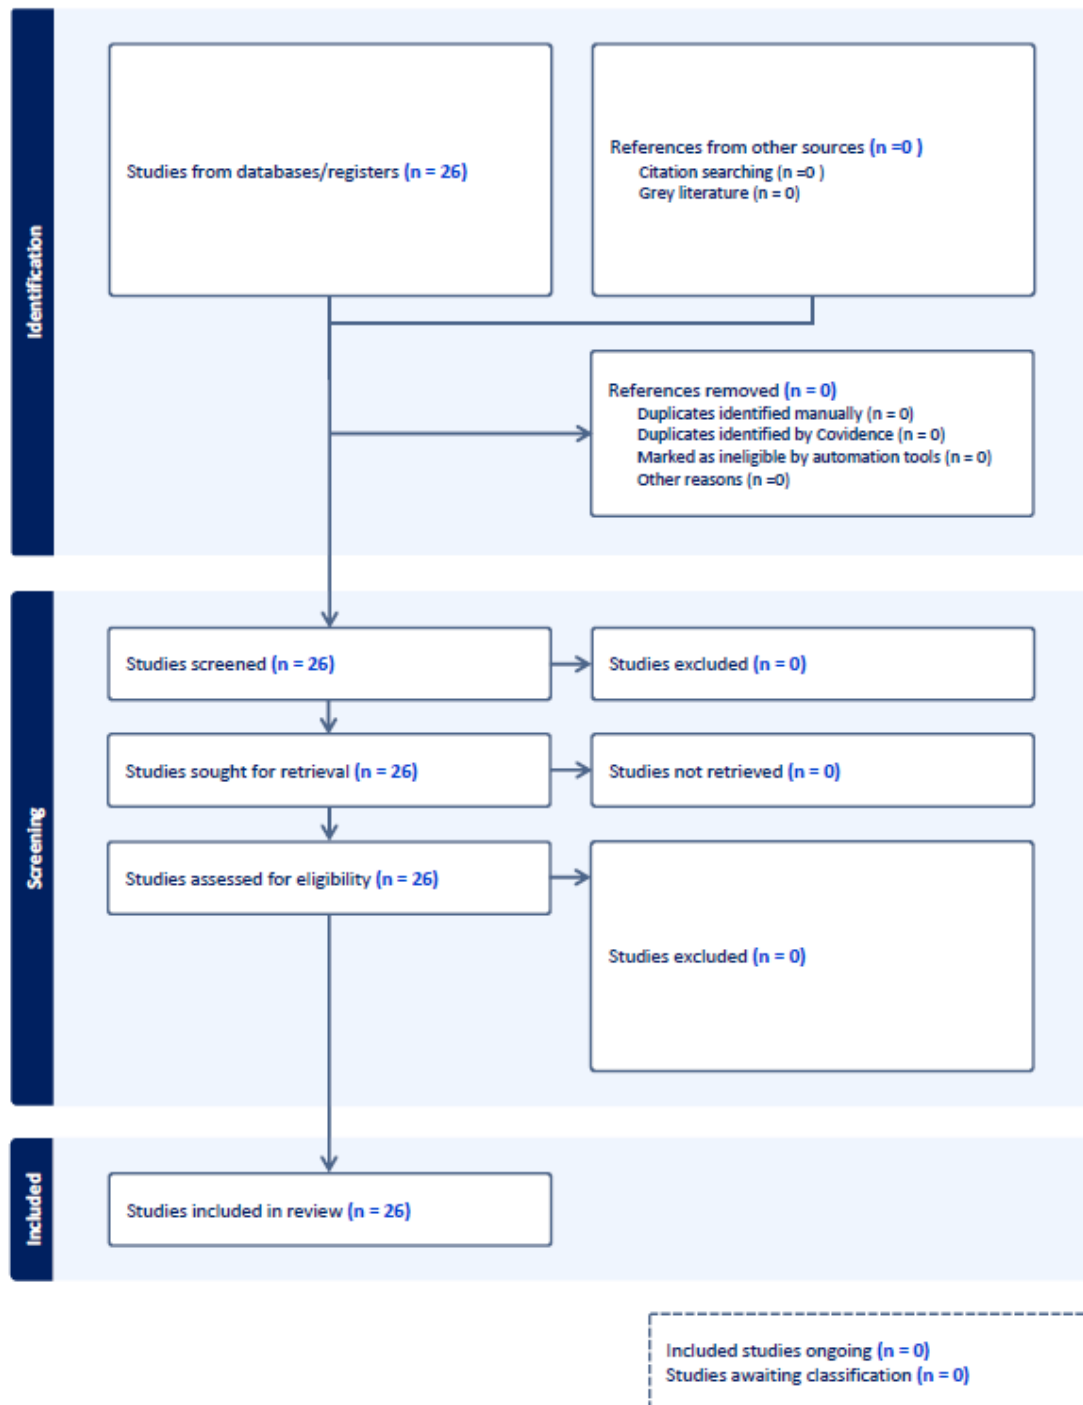 Identification
Studies from databases/registers (n = 26)
References from other sources (n =0 )
Citation searching (n =0 )
Grey literature (n = 0)
References removed (n = 0)
Duplicates identified manually (n = 0)
Duplicates identified by Covidence (n = 0)
Marked as ineligible by automation tools (n = 0)
Other reasons (n =0)
Screening
Studies screened (n = 26)
Studies excluded (n = 0)
Studies sought for retrieval (n = 26)
Studies not retrieved (n = 0)
Studies assessed for eligibility (n = 26)
Studies excluded (n = 0)
Included
Studies included in review (n = 26)
Included studies ongoing (n = 0)
Studies awaiting classification (n = 0)